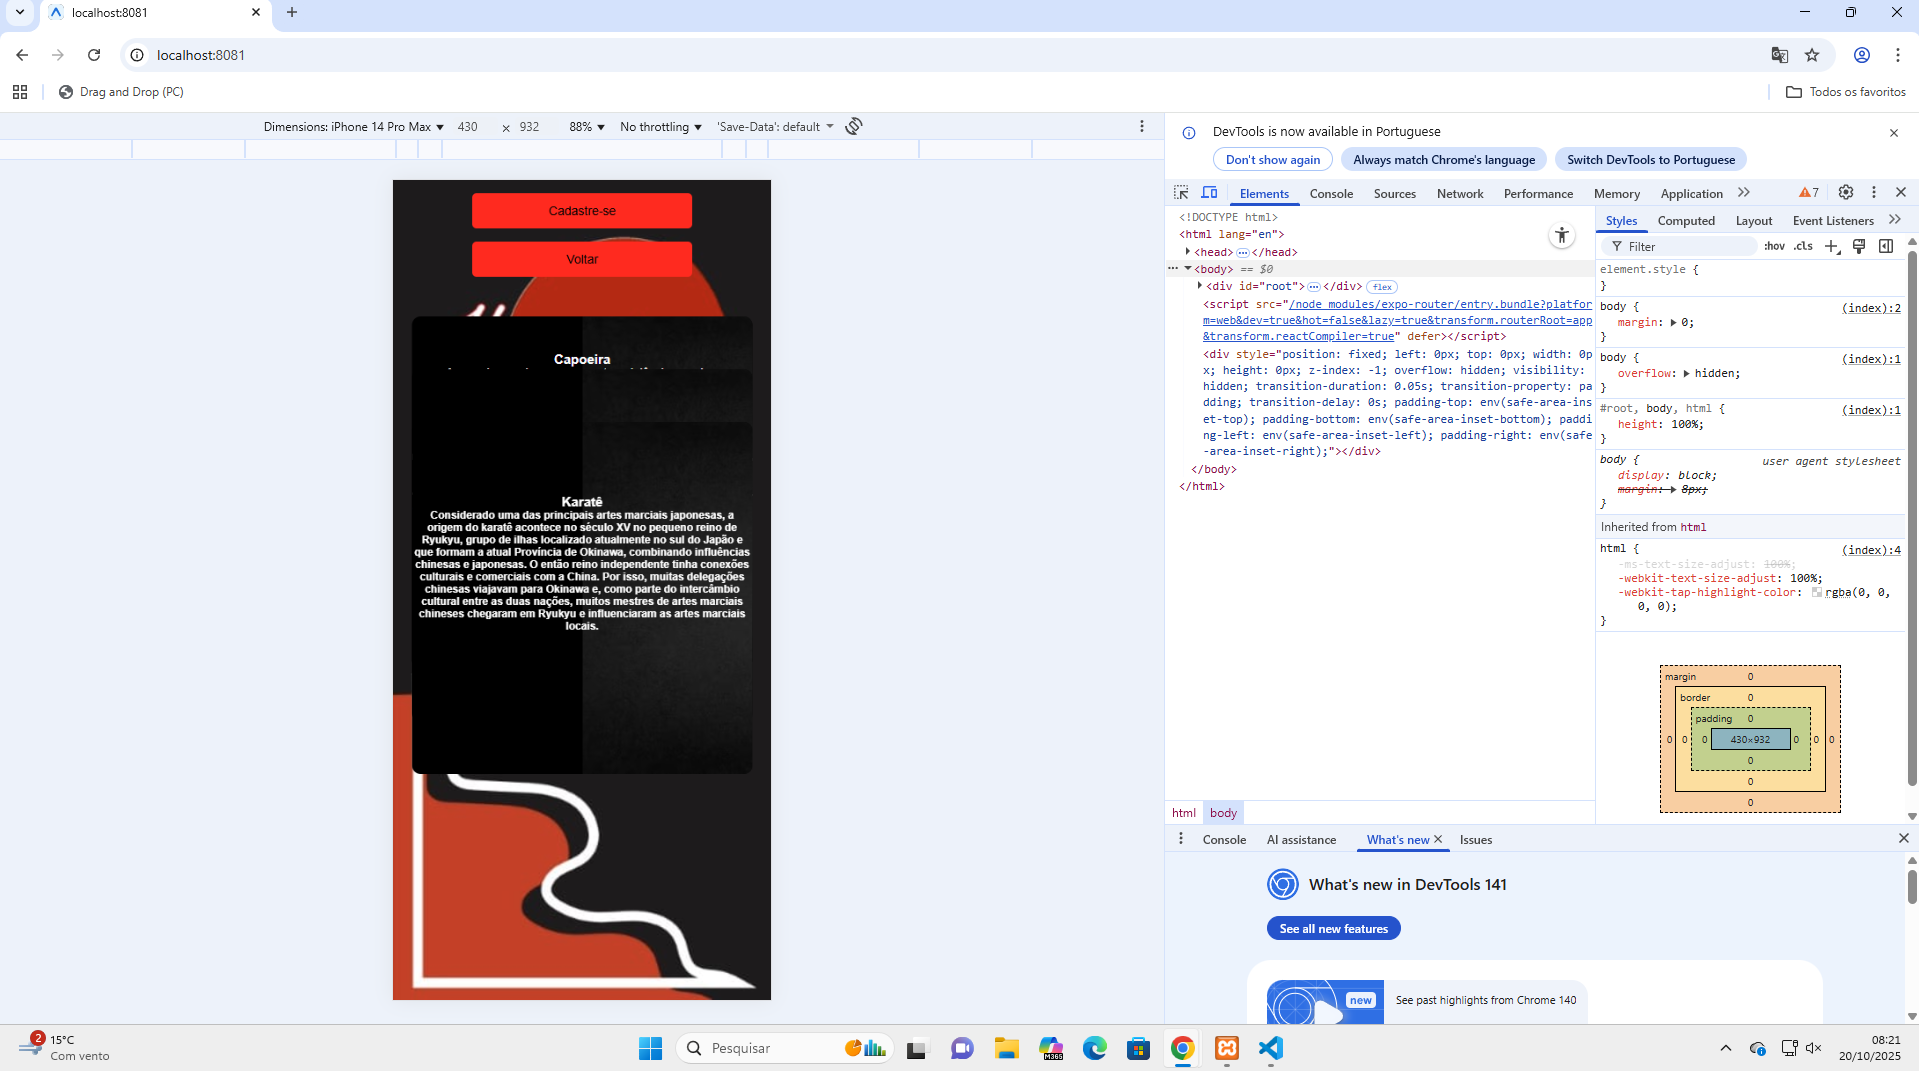 localhost:8081
localhost:8081
Drag and Drop (PC)
Todos os favoritos
Dimensions: iPhone 14 Pro Max ▼ 430 × 932 88% ▼ No throttling ▼ 'Save-Data': default
DevTools is now available in Portuguese
Don't show again
Always match Chrome's language
Switch DevTools to Portuguese
Elements Console Sources Network Performance Memory Application 7
<!DOCTYPE html>
<html lang="en">
<head> … </head>
<body> == $0
<div id="root"> … </div> flex
<script src="/node_modules/expo-router/entry.bundle?platfor
m=web&dev=true&hot=false&lazy=true&transform.routerRoot=app
&transform.reactCompiler=true" defer></script>
<div style="position: fixed; left: 0px; top: 0px; width: 0p
x; height: 0px; z-index: -1; overflow: hidden; visibility:
hidden; transition-duration: 0.05s; transition-property: pa
dding; transition-delay: 0s; padding-top: env(safe-area-ins
et-top); padding-bottom: env(safe-area-inset-bottom); paddi
ng-left: env(safe-area-inset-left); padding-right: env(safe
-area-inset-right);"></div>
</body>
</html>
html body
Styles Computed Layout Event Listeners
Filter :hov .cls
element.style {
}
body { (index):2
margin: 0;
}
body { (index):1
overflow: hidden;
}
#root, body, html { (index):1
height: 100%;
}
body { user agent stylesheet
display: block;
margin: 8px;
}
Inherited from html
html { (index):4
-ms-text-size-adjust: 100%;
-webkit-text-size-adjust: 100%;
-webkit-tap-highlight-color: rgba(0, 0,
0, 0);
}
margin 0
border 0
padding 0
0 0 0 430×932 0 0 0
0
0
0
Cadastre-se
Voltar
Capoeira
Karatê
Considerado uma das principais artes marciais japonesas, a
origem do karatê acontece no século XV no pequeno reino de
Ryukyu, grupo de ilhas localizado atualmente no sul do Japão e
que formam a atual Província de Okinawa, combinando influências
chinesas e japonesas. O então reino independente tinha conexões
culturais e comerciais com a China. Por isso, muitas delegações
chinesas viajavam para Okinawa e, como parte do intercâmbio
cultural entre as duas nações, muitos mestres de artes marciais
chineses chegaram em Ryukyu e influenciaram as artes marciais
locais.
Console AI assistance What's new Issues
What's new in DevTools 141
See all new features
new
See past highlights from Chrome 140
2
15°C
Com vento
Pesquisar
M365
08:21
20/10/2025